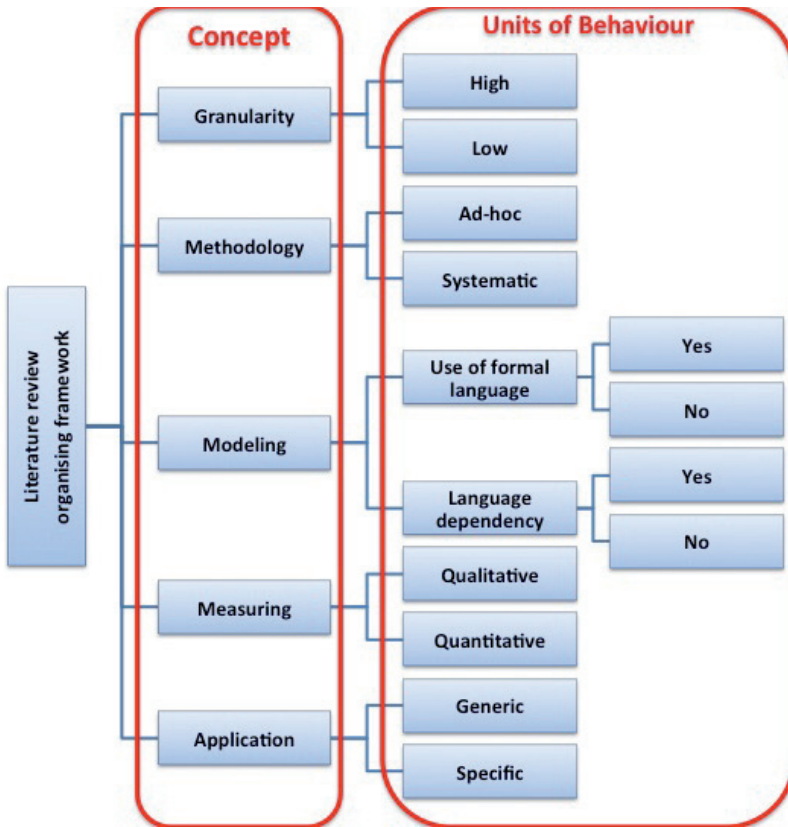 Concept
Units of Behaviour
Literature review
organising framework
Granularity
High
Low
Methodology
Ad-hoc
Systematic
Modeling
Use of formal
language
Yes
No
Language
dependency
Yes
No
Measuring
Qualitative
Quantitative
Application
Generic
Specific